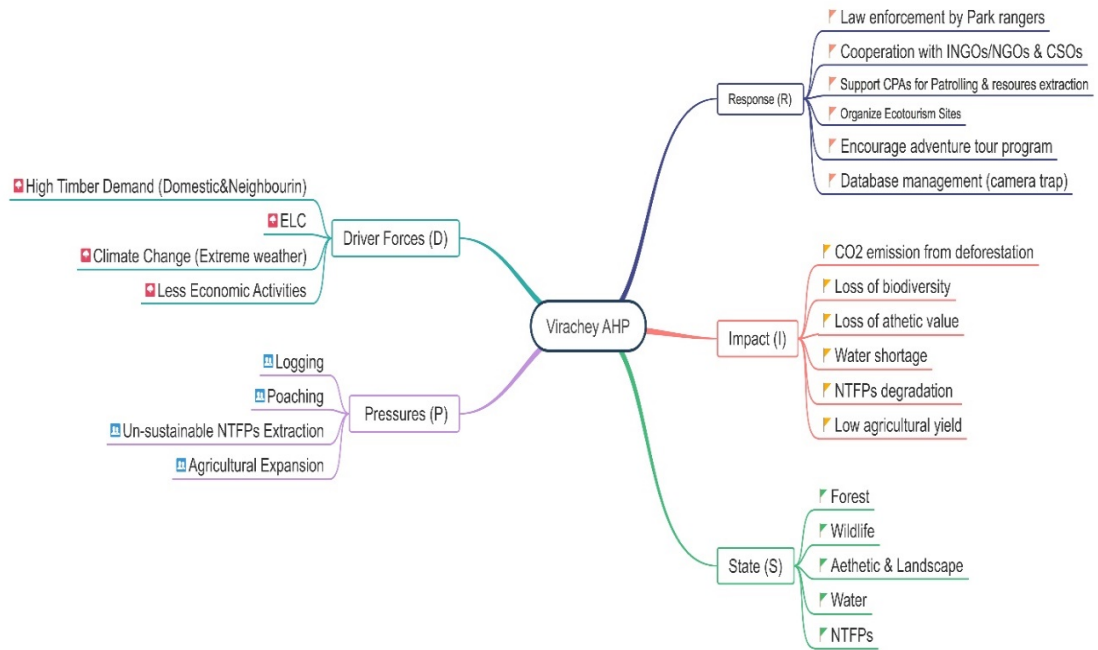 Virachey AHP
Driver Forces (D)
High Timber Demand (Domestic&Neighbourin)
ELC
Climate Change (Extreme weather)
Less Economic Activities
Pressures (P)
Logging
Poaching
Un-sustainable NTFPs Extraction
Agricultural Expansion
Response (R)
Law enforcement by Park rangers
Cooperation with INGOs/NGOs & CSOs
Support CPAs for Patrolling & resoures extraction
Organize Ecotourism Sites
Encourage adventure tour program
Database management (camera trap)
Impact (I)
CO2 emission from deforestation
Loss of biodiversity
Loss of athetic value
Water shortage
NTFPs degradation
Low agricultural yield
State (S)
Forest
Wildlife
Aethetic & Landscape
Water
NTFPs